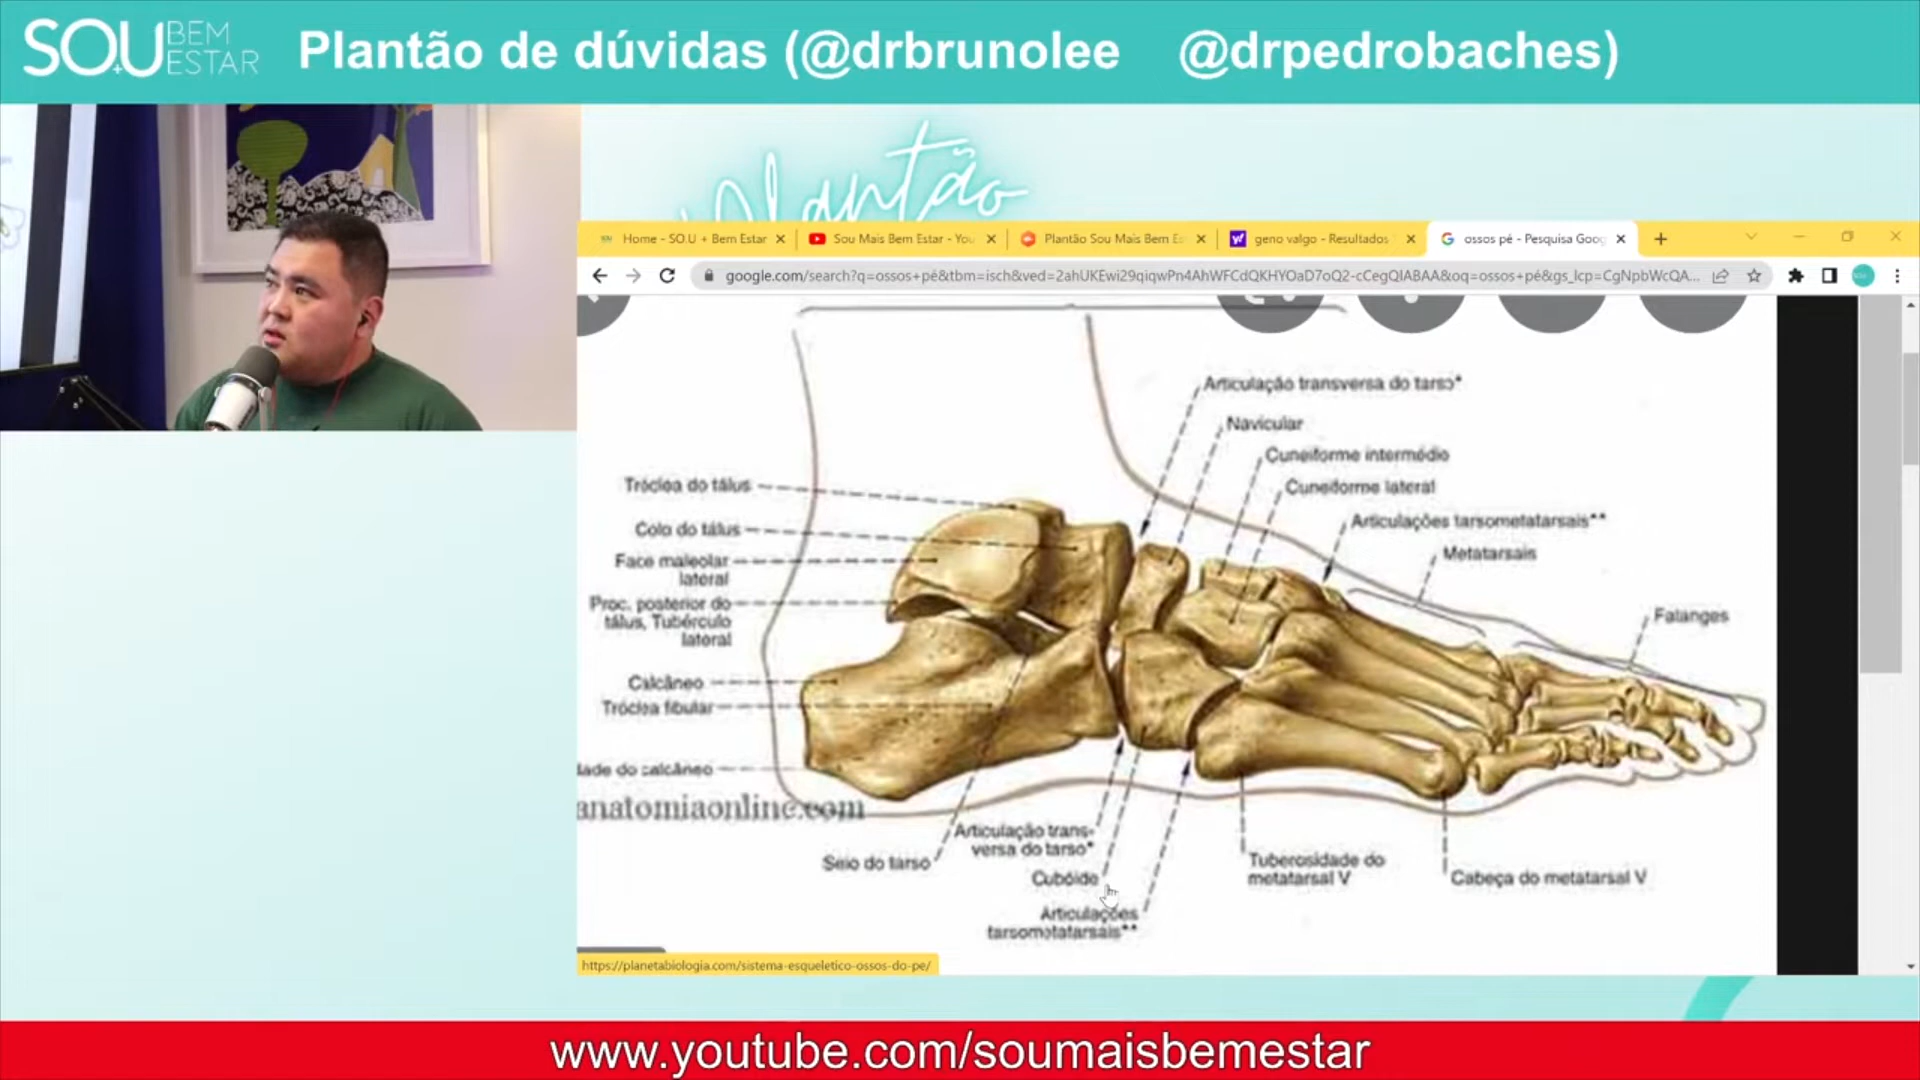 SO.U
+
BEM
ESTAR
Plantão de dúvidas (@drbrunolee @drpedrobaches)
Plantão
Home - SO.U + Bem Estar
Sou Mais Bem Estar - You
Plantão Sou Mais Bem Es
geno valgo - Resultados
ossos pé - Pesquisa Goog
google.com/search?q=ossos+pé&tbm=isch&ved=2ahUKEwi29qiqwPn4AhWFCdQKHYOaD7oQ2-cCegQIABAA&oq=ossos+pé&gs_lcp=CgNpbWcQA...
Articulação transversa do tarso*
Navicular
Cuneiforme intermédio
Cuneiforme lateral
Articulações tarsometatarsais**
Metatarsais
Falanges
Tróclea do tálus
Colo do tálus
Face maleolar
lateral
Proc. posterior do
tálus, Tubérculo
lateral
Calcâneo
Tróclea fibular
dade do calcâneo
anatomiaonline.com
Seio do tarso
Articulação trans-
versa do tarso*
Cubóide
Articulações
tarsometatarsais**
Tuberosidade do
metatarsal V
Cabeça do metatarsal V
https://planetabiologia.com/sistema-esqueletico-ossos-do-pe/
www.youtube.com/soumaisbemestar